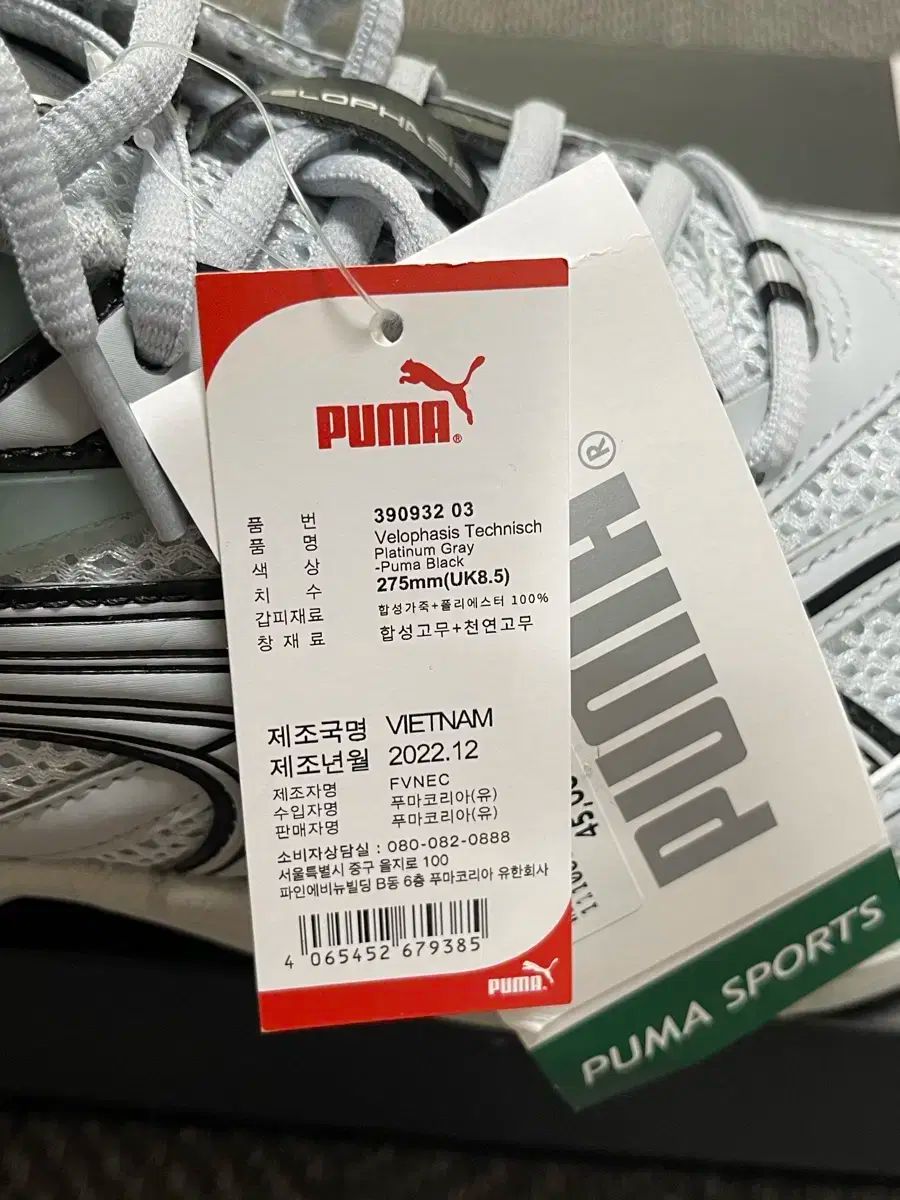 LOPHASIS
PUMA®
품 번 390932 03
품 명 Velophasis Technisch
색 상 Platinum Gray
-Puma Black
치 수 275mm(UK8.5)
갑피재료 합성가죽+폴리에스터 100%
창 재 료 합성고무+천연고무
제조국명 VIETNAM
제조년월 2022.12
제조자명 FVNEC
수입자명 푸마코리아(유)
판매자명 푸마코리아(유)
소비자상담실 : 080-082-0888
서울특별시 중구 을지로 100
파인에비뉴빌딩 B동 6층 푸마코리아 유한회사
4 065452 679385
PUMA
®
PUMA SPORTS